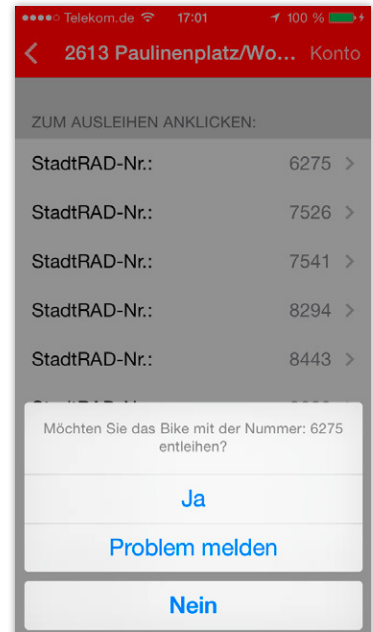 Telekom.de 17:01 100 %
2613 Paulinenplatz/Wo... Konto
ZUM AUSLEIHEN ANKLICKEN:
StadtRAD-Nr.: 6275
StadtRAD-Nr.: 7526
StadtRAD-Nr.: 7541
StadtRAD-Nr.: 8294
StadtRAD-Nr.: 8443
Möchten Sie das Bike mit der Nummer: 6275
entleihen?
Ja
Problem melden
Nein